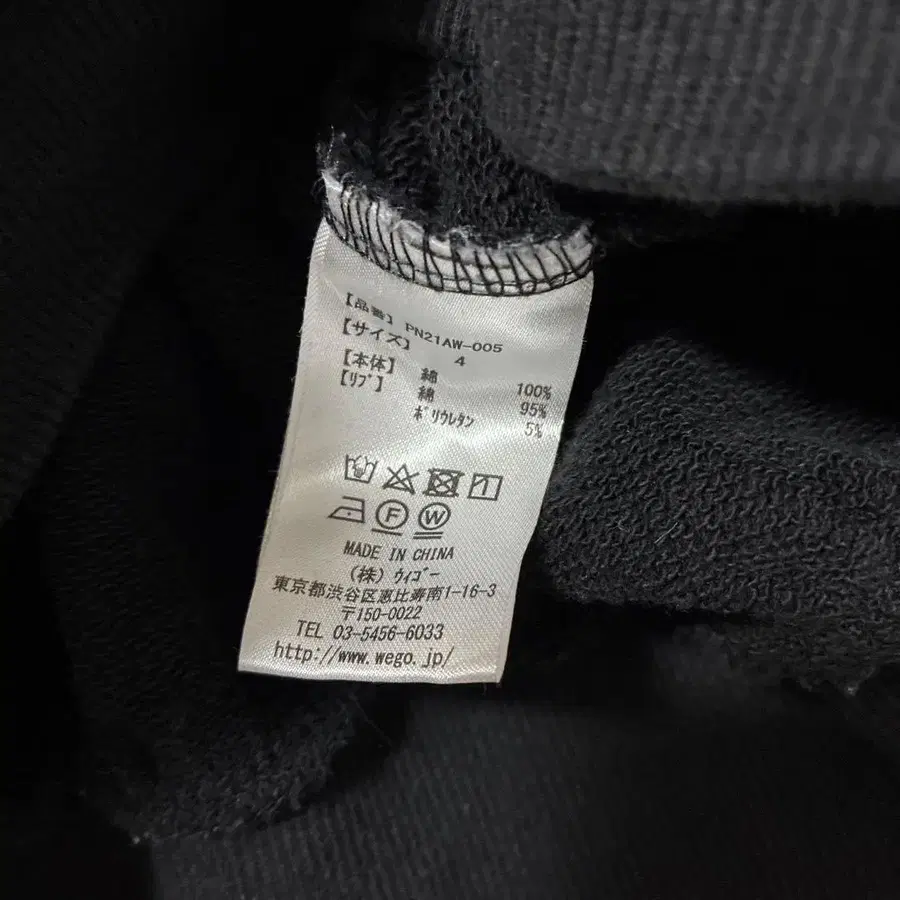 【品番】 PN21AW-005
【サイズ】 4
【本体】 綿 100%
【リブ】 綿 95%
ポリウレタン 5%
F W
MADE IN CHINA
(株) ウィゴー
東京都渋谷区恵比寿南1-16-3
〒150-0022
TEL 03-5456-6033
http://www.wego.jp/